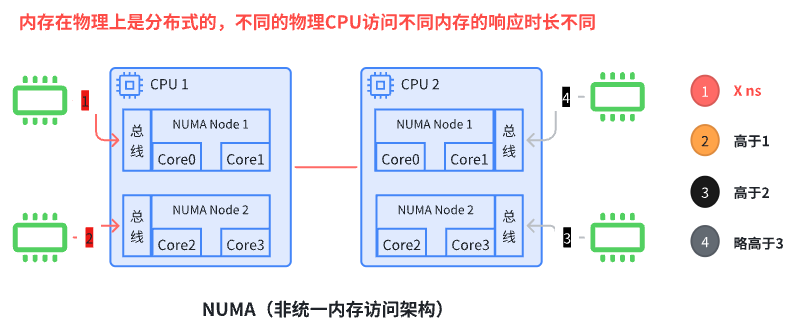 内存在物理上是分布式的，不同的物理CPU访问不同内存的响应时长不同
CPU 1
1
总线
NUMA Node 1
Core0
Core1
2
总线
NUMA Node 2
Core2
Core3
CPU 2
4
NUMA Node 1
Core0
Core1
总线
3
NUMA Node 2
Core2
Core3
总线
1
X ns
2
高于1
3
高于2
4
略高于3
NUMA（非统一内存访问架构）